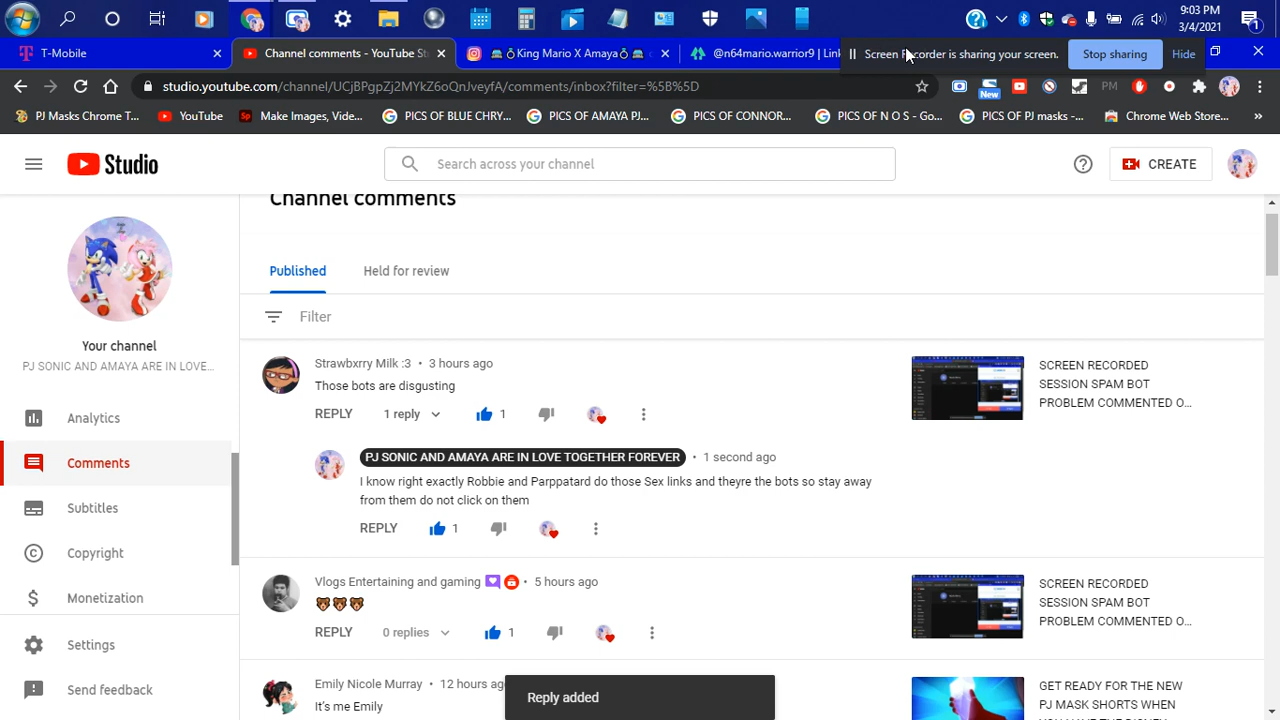 9:03 PM
3/4/2021
T-Mobile
Channel comments - YouTube St
King Mario X Amaya
@n64mario.warrior9 | Link
Screen Recorder is sharing your screen.
Stop sharing
Hide
studio.youtube.com/channel/UCjBPgpZj2MYkZ6sQnJveyfA/comments/inbox?filter=%5B%5D
New
PM
PJ Masks Chrome T...
YouTube
Make Images, Vid...
PICS OF BLUE CHRY...
PICS OF AMAYA PJ...
PICS OF CONNOR...
PICS OF N O S - Go...
PICS OF PJ masks -...
Chrome Web Store...
Studio
Search across your channel
CREATE
Channel comments
Published
Held for review
Filter
Your channel
PJ SONIC AND AMAYA ARE IN LOVE...
Analytics
Comments
Subtitles
Copyright
Monetization
Settings
Send feedback
Strawbxrry Milk :3 • 3 hours ago
Those bots are disgusting
REPLY 1 reply 1
SCREEN RECORDED
SESSION SPAM BOT
PROBLEM COMMENTED O...
PJ SONIC AND AMAYA ARE IN LOVE TOGETHER FOREVER • 1 second ago
I know right exactly Robbie and Parppatard do those Sex links and theyre the bots so stay away
from them do not click on them
REPLY 1
Vlogs Entertaining and gaming • 5 hours ago
🐻🐻🐻
REPLY 0 replies 1
SCREEN RECORDED
SESSION SPAM BOT
PROBLEM COMMENTED O...
Emily Nicole Murray • 12 hours ag
It's me Emily
GET READY FOR THE NEW
PJ MASK SHORTS WHEN
Reply added